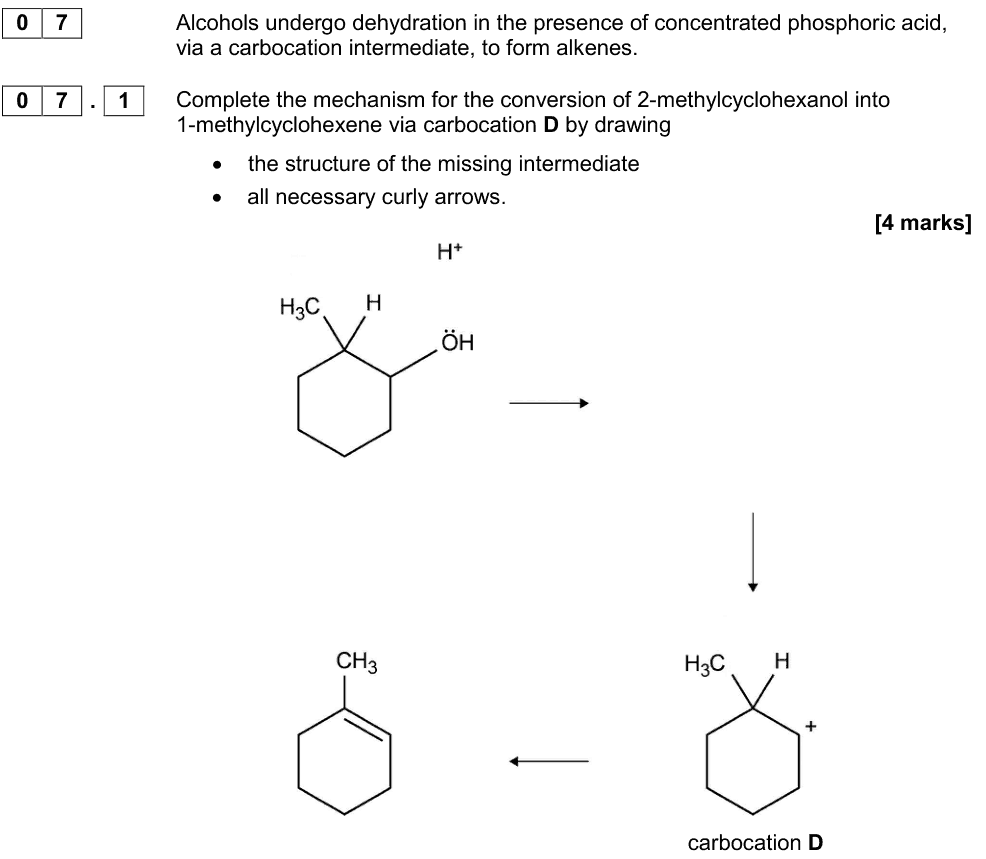 0 7 Alcohols undergo dehydration in the presence of concentrated phosphoric acid,
via a carbocation intermediate, to form alkenes.
0 7 . 1 Complete the mechanism for the conversion of 2-methylcyclohexanol into
1-methylcyclohexene via carbocation D by drawing
• the structure of the missing intermediate
• all necessary curly arrows.
[4 marks]
H⁺
H₃C H
ÖH
CH₃
H₃C H
+
carbocation D